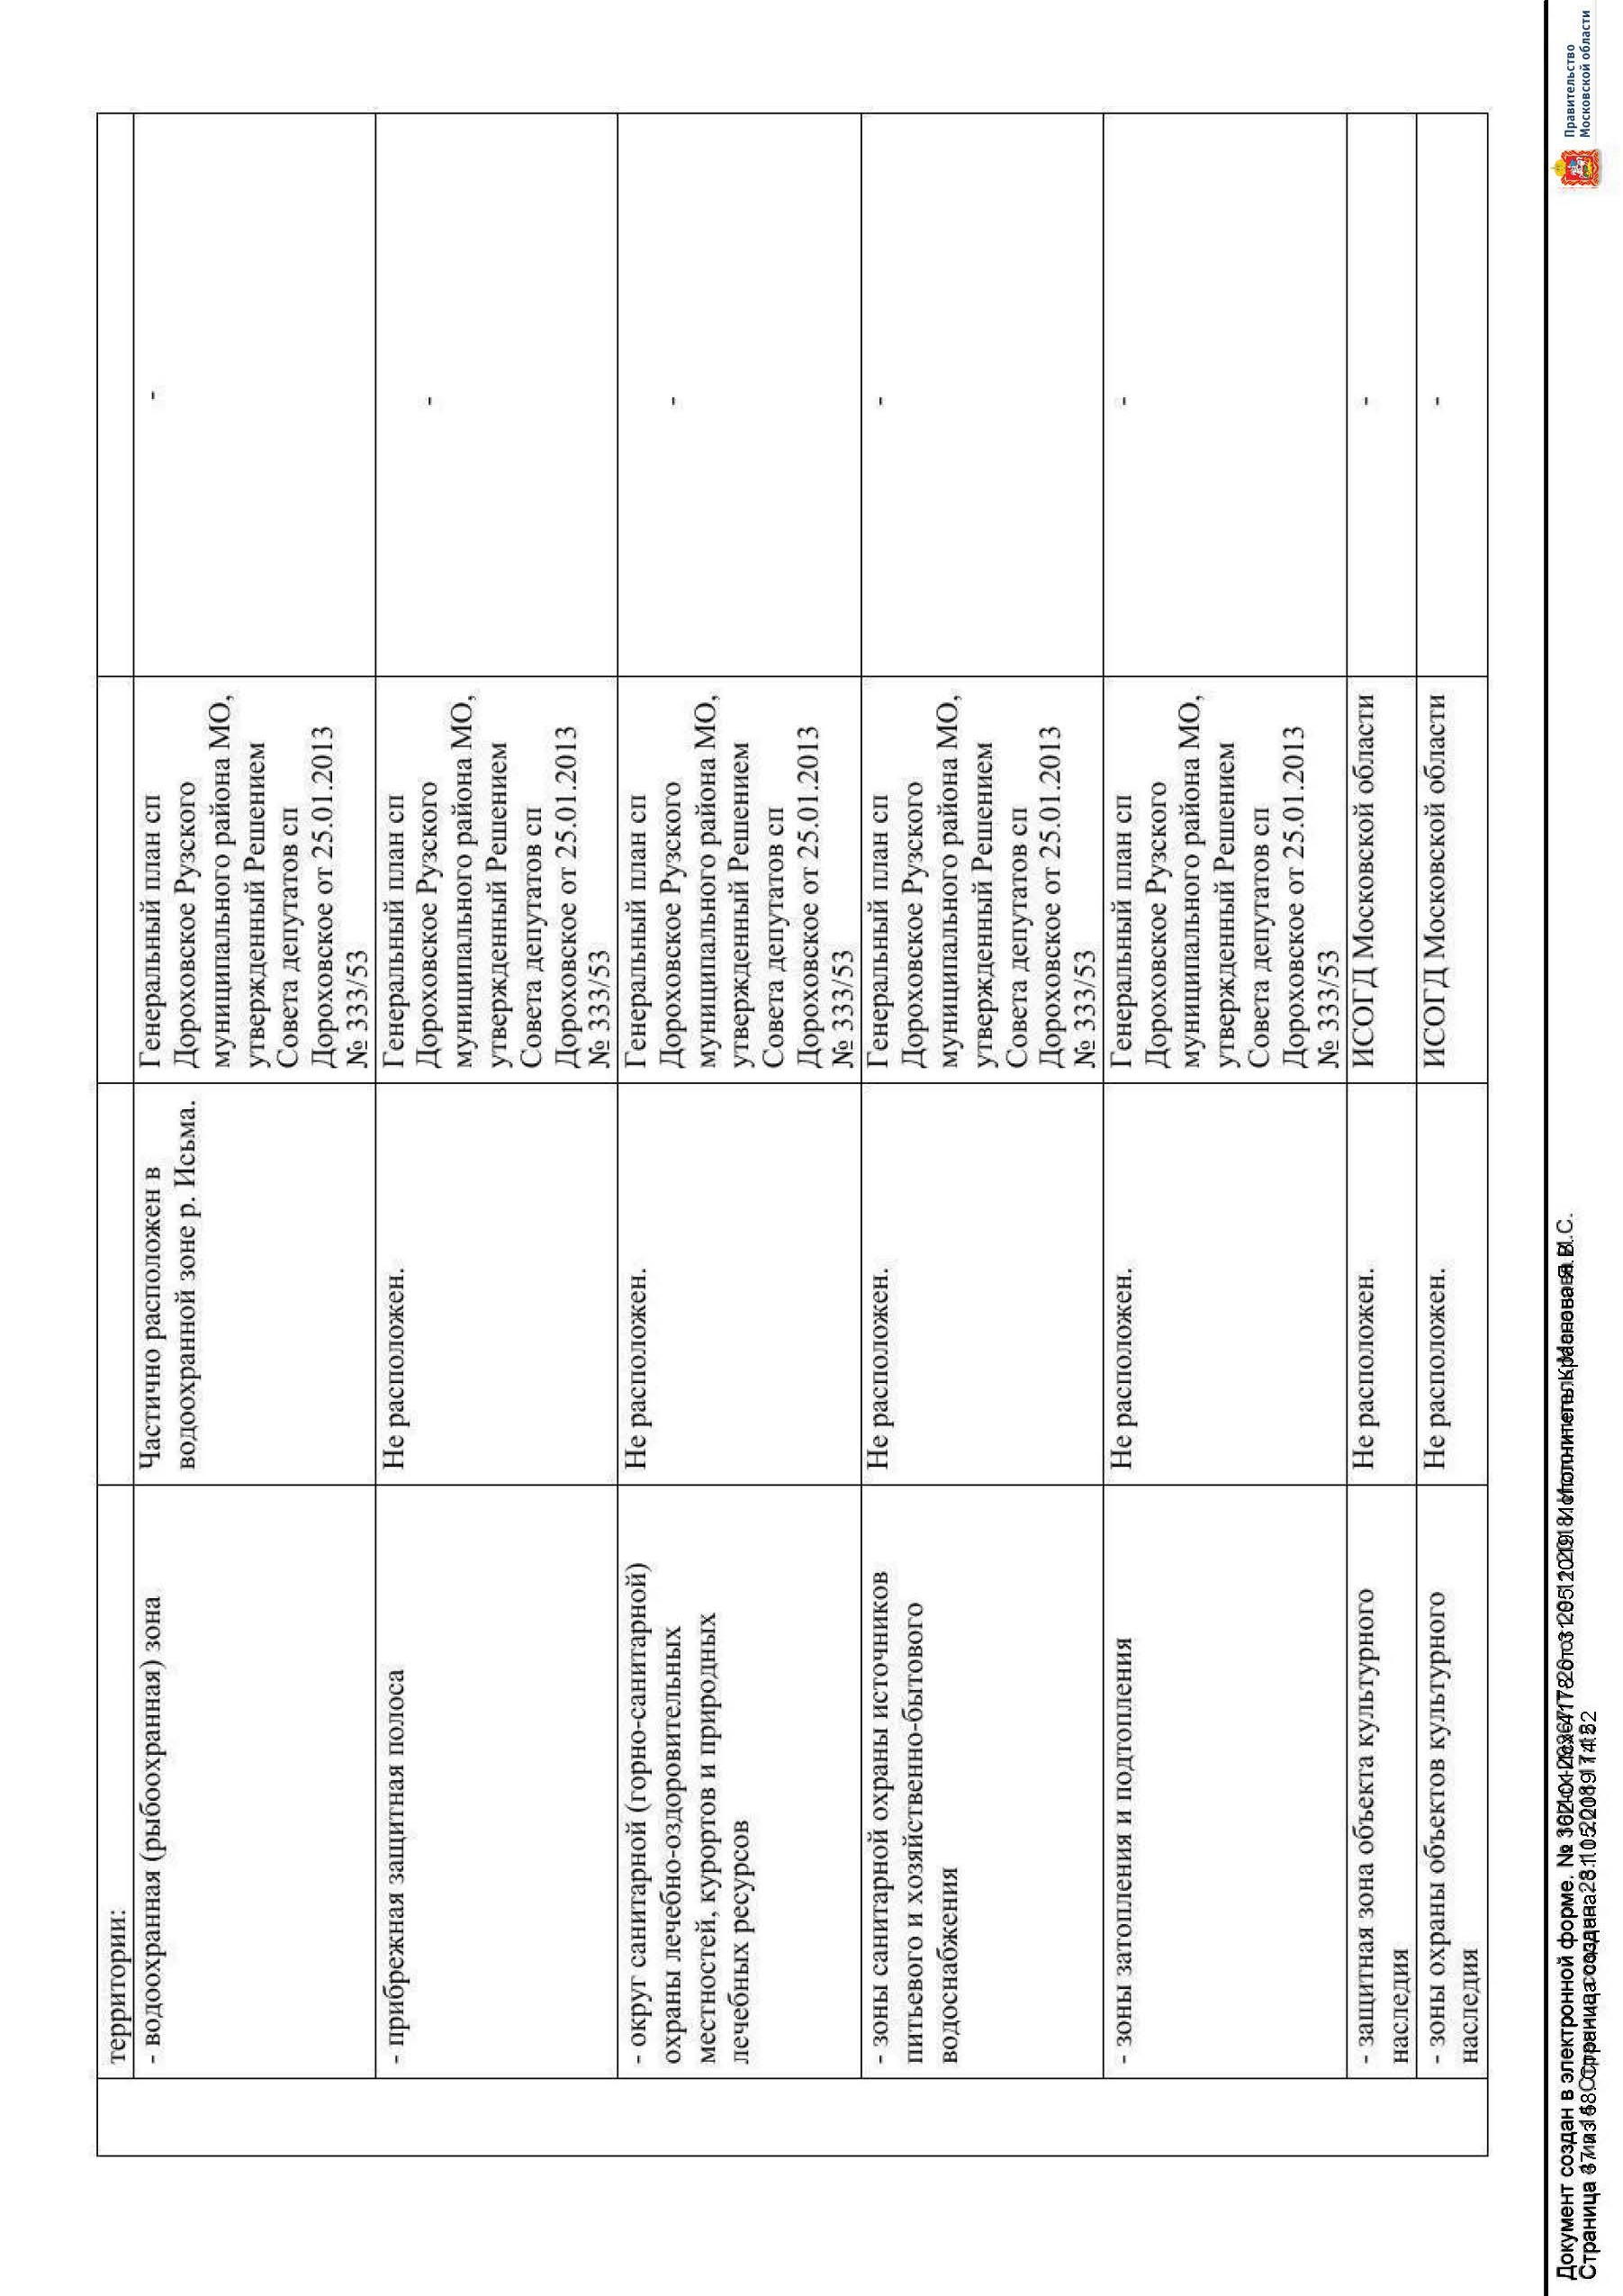 территории:
- водоохранная (рыбоохранная) зона
Частично расположен в
водоохранной зоне р. Исьма.
Генеральный план сп
Дороховское Рузского
муниципального района МО,
утвержденный Решением
Совета депутатов сп
Дороховское от 25.01.2013
№ 333/53
-
- прибрежная защитная полоса
Не расположен.
Генеральный план сп
Дороховское Рузского
муниципального района МО,
утвержденный Решением
Совета депутатов сп
Дороховское от 25.01.2013
№ 333/53
-
- округ санитарной (горно-санитарной)
охраны лечебно-оздоровительных
местностей, курортов и природных
лечебных ресурсов
Не расположен.
Генеральный план сп
Дороховское Рузского
муниципального района МО,
утвержденный Решением
Совета депутатов сп
Дороховское от 25.01.2013
№ 333/53
-
- зоны санитарной охраны источников
питьевого и хозяйственно-бытового
водоснабжения
Не расположен.
Генеральный план сп
Дороховское Рузского
муниципального района МО,
утвержденный Решением
Совета депутатов сп
Дороховское от 25.01.2013
№ 333/53
-
- зоны затопления и подтопления
Не расположен.
Генеральный план сп
Дороховское Рузского
муниципального района МО,
утвержденный Решением
Совета депутатов сп
Дороховское от 25.01.2013
№ 333/53
-
- защитная зона объекта культурного
наследия
Не расположен.
ИСОГД Московской области
-
- зоны охраны объектов культурного
наследия
Не расположен.
ИСОГД Московской области
-
Документ создан в электронной форме. №
Страница
Правительство
Московской области